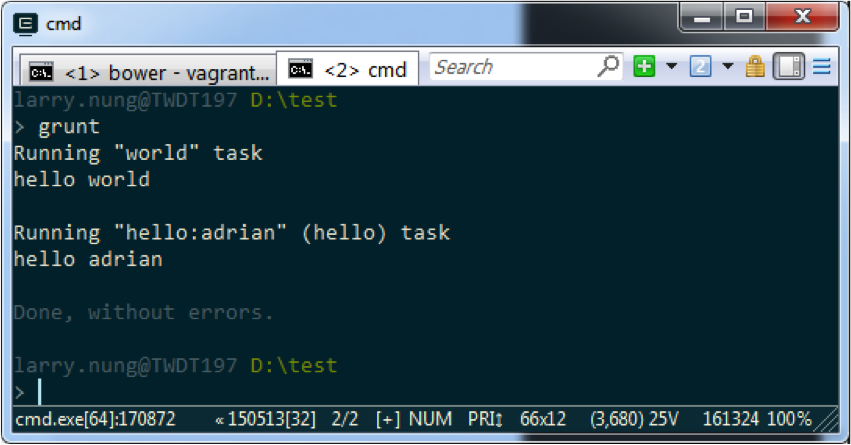 cmd
<1> bower - vagrant... <2> cmd Search
larry.nung@TWDT197 D:\test
> grunt
Running "world" task
hello world
Running "hello:adrian" (hello) task
hello adrian
Done, without errors.
larry.nung@TWDT197 D:\test
>
cmd.exe[64]:170872 «150513[32] 2/2 [+] NUM PRI↕ 66x12 (3,680) 25V 161324 100%